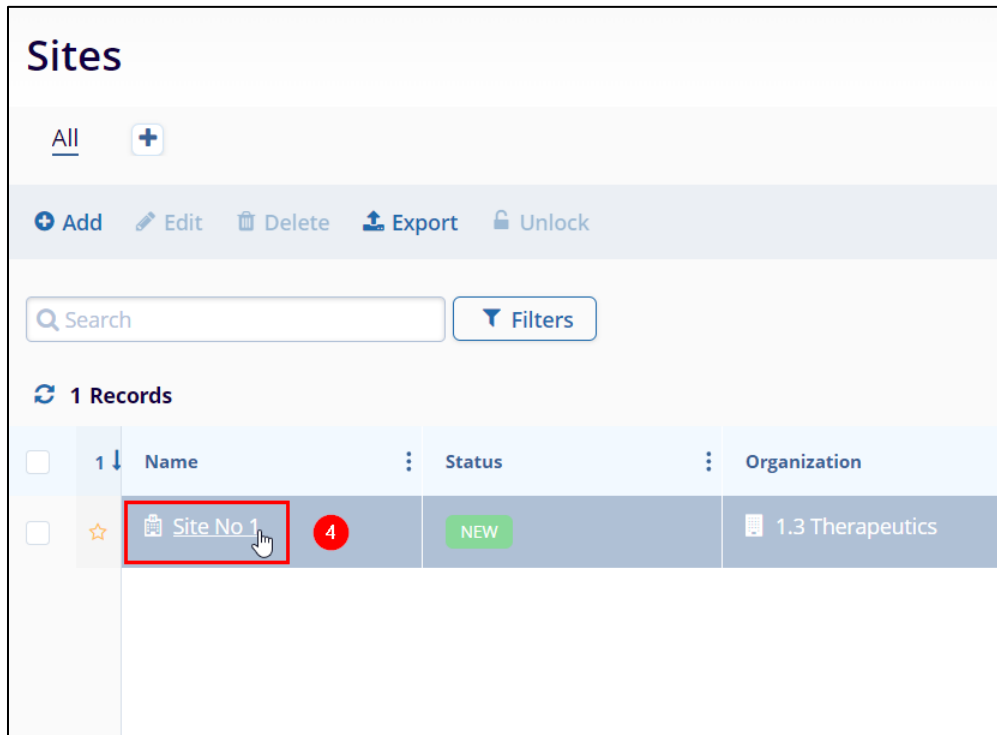 Sites
All
Add Edit Delete Export Unlock
Search Filters
1 Records
1 Name Status Organization
Site No 1 4 NEW 1.3 Therapeutics